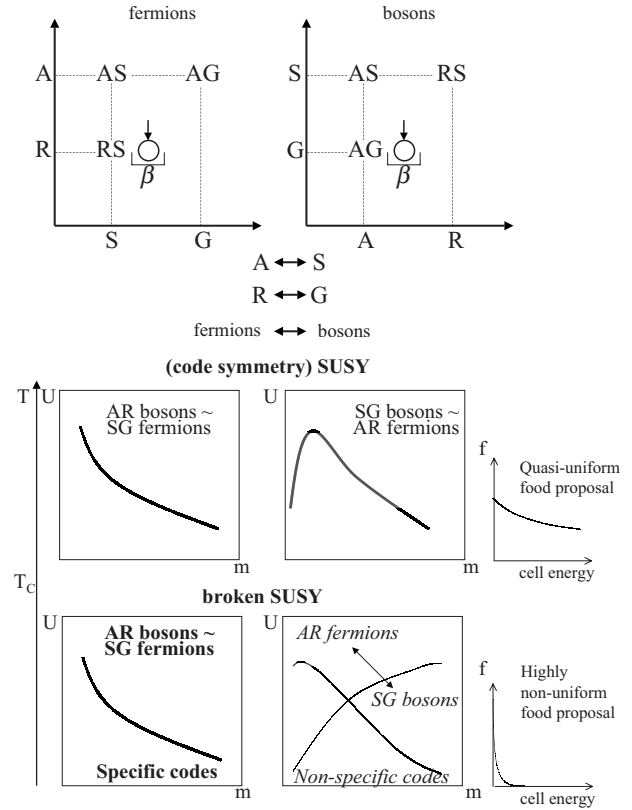 fermions
bosons
A AS AG
R RS
β
S G
S AS RS
G AG
β
A R
A S
R G
fermions bosons
(code symmetry) SUSY
T U
AR bosons ~
SG fermions
m
U
SG bosons ~
AR fermions
m
f
Quasi-uniform
food proposal
cell energy
T_C
broken SUSY
U
AR bosons ~
SG fermions
Specific codes
m
U
AR fermions
SG bosons
Non-specific codes
m
f
Highly
non-uniform
food proposal
cell energy